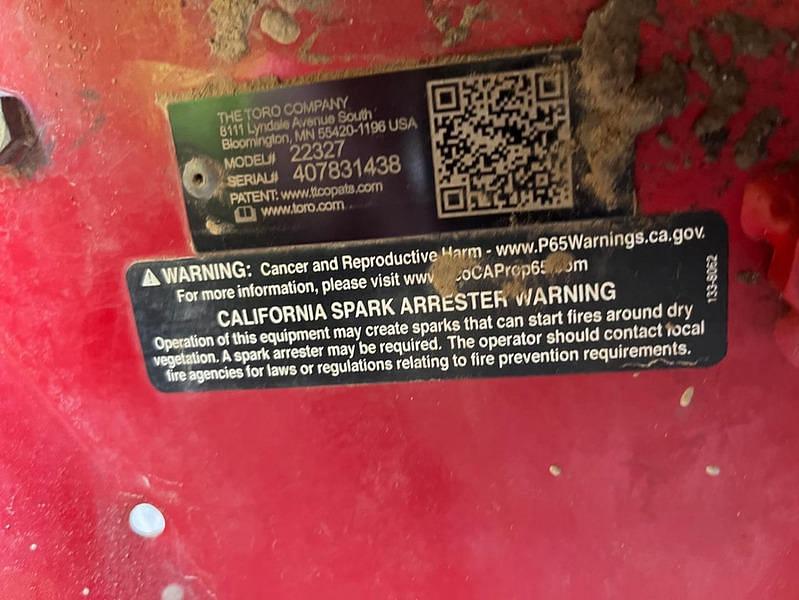 THE TORO COMPANY
8111 Lyndale Avenue South
Bloomington, MN 55420-1196 USA
MODEL# 22327
SERIAL# 407831438
PATENT: www.ttcopats.com
www.toro.com
WARNING: Cancer and Reproductive Harm - www.P65Warnings.ca.gov.
For more information, please visit
CALIFORNIA SPARK ARRESTER WARNING
Operation of this equipment may create sparks that can start fires around dry
vegetation. A spark arrester may be required. The operator should contact local
fire agencies for laws or regulations relating to fire prevention requirements.
133-8062